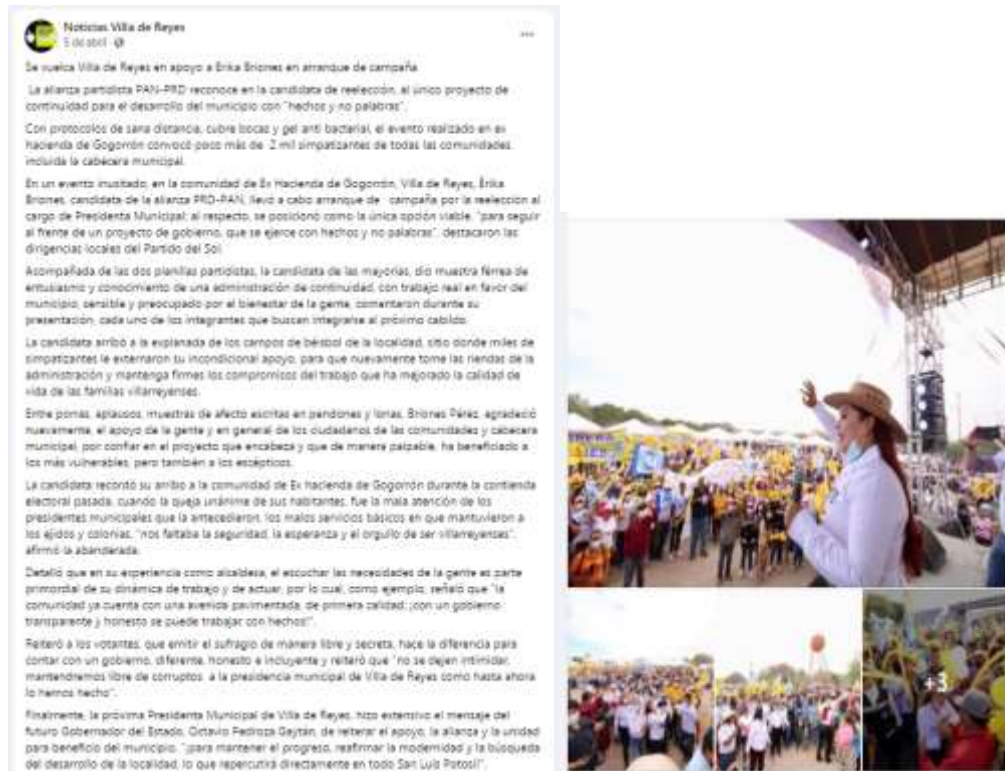 Noticias Villa de Reyes
5 de abril
Se vuelca Villa de Reyes en apoyo a Erika Briones en arranque de campaña
La alianza partidista PAN-PRD reconoce en la candidata de reelección, al único proyecto de
continuidad para el desarrollo del municipio con "hechos y no palabras".
Con protocolos de sana distancia, cubre bocas y gel anti bacterial, el evento realizado en ex
hacienda de Gogorrón convocó poco más de 2 mil simpatizantes de todas las comunidades,
incluida la cabecera municipal.
En un evento inusitado, en la comunidad de Ex Hacienda de Gogorrón, Villa de Reyes, Érika
Briones, candidata de la alianza PRD-PAN, llevó a cabo arranque de campaña por la reelección al
cargo de Presidenta Municipal; al respecto, se posicionó como la única opción viable, "para seguir
al frente de un proyecto de gobierno, que se ejerce con hechos y no palabras", destacaron las
dirigencias locales del Partido del Sol.
Acompañada de las dos planillas partidistas, la candidata de las mayorías, dio muestra férrea de
entusiasmo y conocimiento de una administración de continuidad, con trabajo real en favor del
municipio, sensible y preocupado por el bienestar de la gente, comentaron durante su
presentación, cada uno de los integrantes que buscan integrarse al próximo cabildo.
La candidata arribó a la explanada de los campos de béisbol de la localidad, sitio donde miles de
simpatizantes le externaron su incondicional apoyo, para que nuevamente tome las riendas de la
administración y mantenga firmes los compromisos del trabajo que ha mejorado la calidad de
vida de las familias villarreyenses.
Entre porras, aplausos, muestras de afecto escritas en pendones y lonas, Briones Pérez, agradeció
nuevamente, el apoyo de la gente y en general de los ciudadanos de las comunidades y cabecera
municipal, por confiar en el proyecto que encabeza y que de manera palpable, ha beneficiado a
los más vulnerables, pero también a los escépticos.
La candidata recordó su arribo a la comunidad de Ex hacienda de Gogorrón durante la contienda
electoral pasada, cuando la queja unánime de sus habitantes, fue la mala atención de los
presidentes municipales que la antecedieron, los malos servicios básicos en que mantuvieron a
los ejidos y colonias, "nos faltaba la seguridad, la esperanza y el orgullo de ser villarreyenses",
afirmó la abanderada.
Detalló que en su experiencia como alcaldesa, el escuchar las necesidades de la gente es parte
primordial de su dinámica de trabajo y de actuar, por lo cual, como ejemplo, señaló que "la
comunidad ya cuenta con una avenida pavimentada, de primera calidad, ¡con un gobierno
transparente y honesto se puede trabajar con hechos!".
Reiteró a los votantes, que emitir el sufragio de manera libre y secreta, hace la diferencia para
contar con un gobierno, diferente, honesto e incluyente y reiteró que "no se dejen intimidar,
mantendremos libre de corruptos a la presidencia municipal de Villa de Reyes como hasta ahora
lo hemos hecho".
Finalmente, la próxima Presidenta Municipal de Villa de Reyes, hizo extensivo el mensaje del
futuro Gobernador del Estado, Octavio Pedroza Gaytán, de reiterar el apoyo, la alianza y la unidad
para beneficio del municipio, "¡para mantener el progreso, reafirmar la modernidad y la búsqueda
del desarrollo de la localidad, lo que repercutirá directamente en todo San Luis Potosí!".
+3